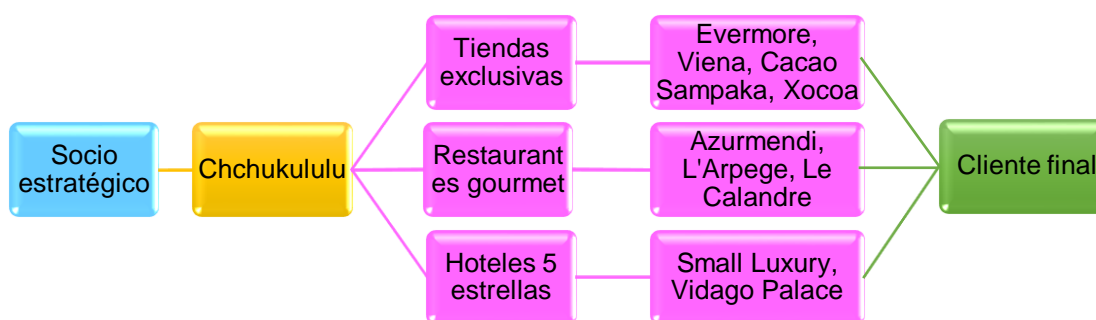 Socio
estratégico
Chchukululu
Tiendas
exclusivas
Evermore,
Viena, Cacao
Sampaka, Xocoa
Restaurant
es gourmet
Azurmendi,
L'Arpege, Le
Calandre
Hoteles 5
estrellas
Small Luxury,
Vidago Palace
Cliente final